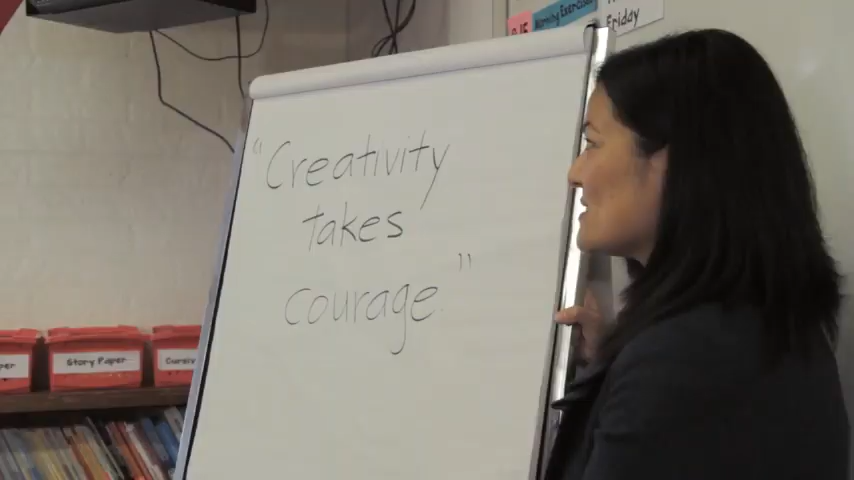 Morning Exercises
Friday
"Creativity
takes
courage"
Story Paper